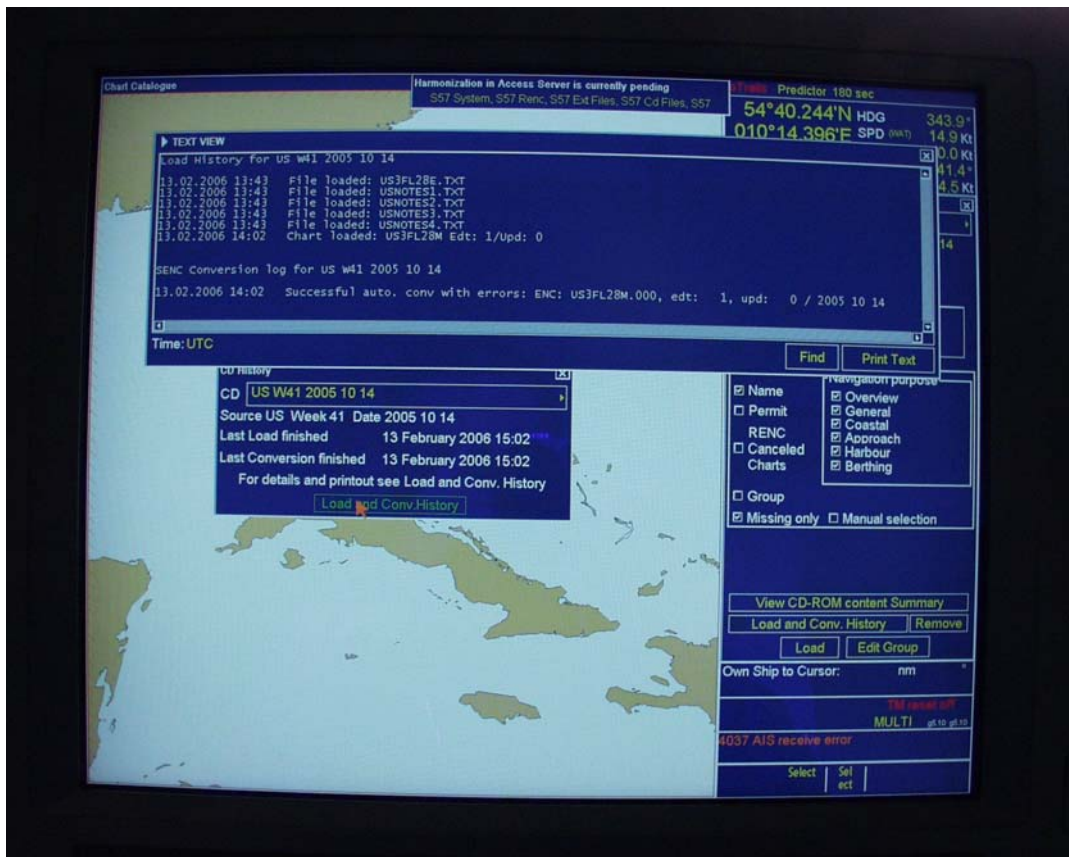 Chart Catalogue
Harmonization in Access Server is currently pending
S57 System, S57 Renc, S57 Ext Files, S57 Cd Files, S57
Predictor 180 sec
54°40.244'N HDG 343.9°
010°14.396'E SPD (WAT) 14.9 Kt
0.0 Kt
41.4°
4.5 Kt
TEXT VIEW
Load History for US W41 2005 10 14
13.02.2006 13:43 File loaded: US3FL28E.TXT
13.02.2006 13:43 File loaded: USNOTES1.TXT
13.02.2006 13:43 File loaded: USNOTES2.TXT
13.02.2006 13:43 File loaded: USNOTES3.TXT
13.02.2006 13:43 File loaded: USNOTES4.TXT
13.02.2006 14:02 Chart loaded: US3FL28M Edt: 1/Upd: 0
SENC Conversion log for US W41 2005 10 14
13.02.2006 14:02 Successful auto. conv with errors: ENC: US3FL28M.000, edt: 1, upd: 0 / 2005 10 14
14
Time: UTC
Find
Print Text
CD History
CD US W41 2005 10 14
Source US Week 41 Date 2005 10 14
Last Load finished 13 February 2006 15:02
Last Conversion finished 13 February 2006 15:02
For details and printout see Load and Conv. History
Load and Conv.History
Name
Permit
RENC
Canceled
Charts
Group
Missing only
Manual selection
Navigation purpose
Overview
General
Coastal
Approach
Harbour
Berthing
View CD-ROM content Summary
Load and Conv. History
Remove
Load
Edit Group
Own Ship to Cursor: nm °
TM reset off
MULTI g5.10 g5.10
4037 AIS receive error
Select
Sel
ect